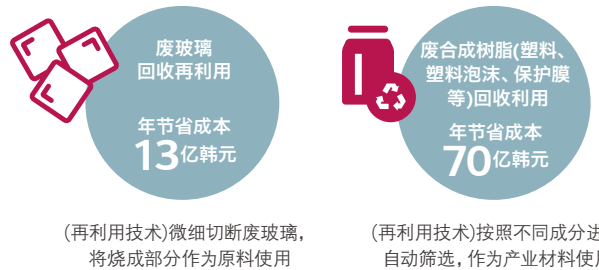 废玻璃
回收再利用
年节省成本
13亿韩元
(再利用技术)微细切断废玻璃，
将烧成部分作为原料使用
废合成树脂(塑料、
塑料泡沫、保护膜
等)回收利用
年节省成本
70亿韩元
(再利用技术)按照不同成分进
自动筛选，作为产业材料使